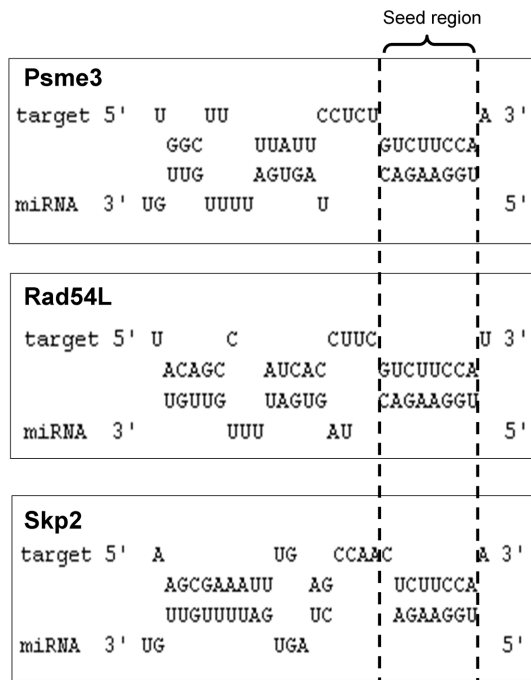 Seed region
Psme3
target 5' U UU CCUCU A 3'
GGC UUAUU GUCUUCCA
UUG AGUGA CAGAAGGU
miRNA 3' UG UUUU U 5'
Rad54L
target 5' U C CUUC U 3'
ACAGC AUCAC GUCUUCCA
UGUUG UAGUG CAGAAGGU
miRNA 3' UUU AU 5'
Skp2
target 5' A UG CCAAC A 3'
AGCGAAAUU AG UCUUCCA
UUGUUUUAG UC AGAAGGU
miRNA 3' UG UGA 5'